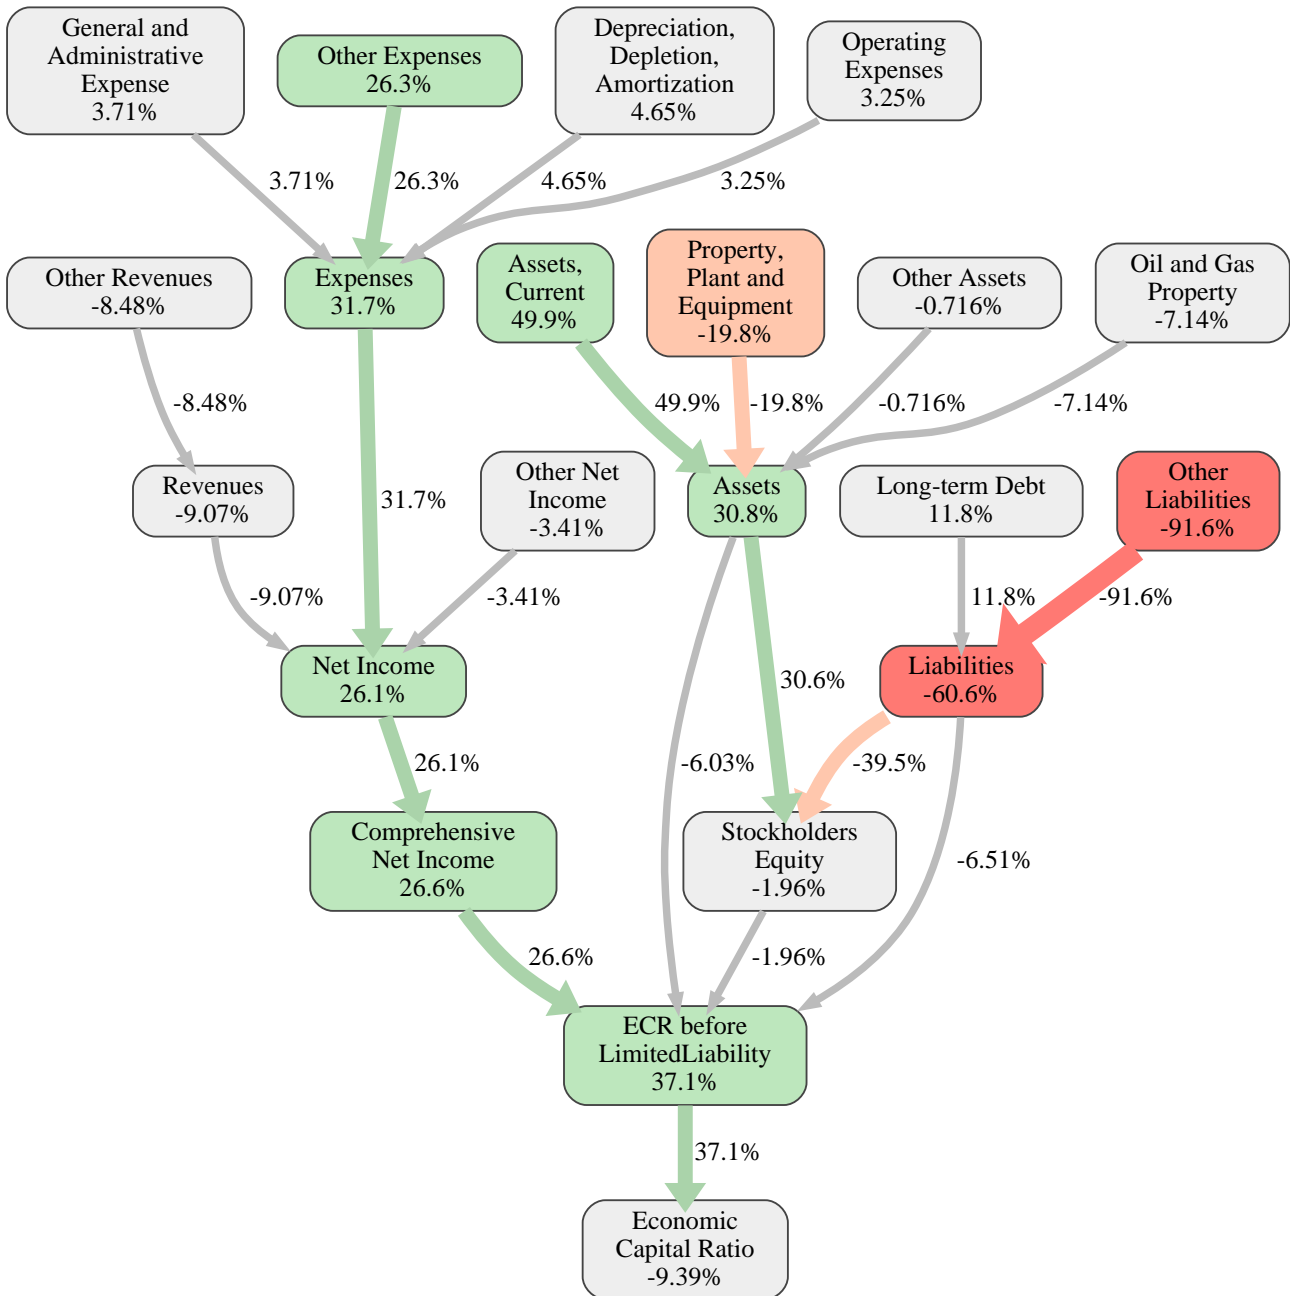 General and
Administrative
Expense
3.71%
Other Expenses
26.3%
Depreciation,
Depletion,
Amortization
4.65%
Operating
Expenses
3.25%
3.71%
26.3%
4.65%
3.25%
Other Revenues
-8.48%
Expenses
31.7%
Assets,
Current
49.9%
Property,
Plant and
Equipment
-19.8%
Other Assets
-0.716%
Oil and Gas
Property
-7.14%
-8.48%
49.9%
-19.8%
-0.716%
-7.14%
Revenues
-9.07%
31.7%
Other Net
Income
-3.41%
Assets
30.8%
Long-term Debt
11.8%
Other
Liabilities
-91.6%
-9.07%
-3.41%
11.8%
-91.6%
Net Income
26.1%
30.6%
Liabilities
-60.6%
26.1%
-6.03%
-39.5%
Comprehensive
Net Income
26.6%
Stockholders
Equity
-1.96%
-6.51%
26.6%
-1.96%
ECR before
LimitedLiability
37.1%
37.1%
Economic
Capital Ratio
-9.39%